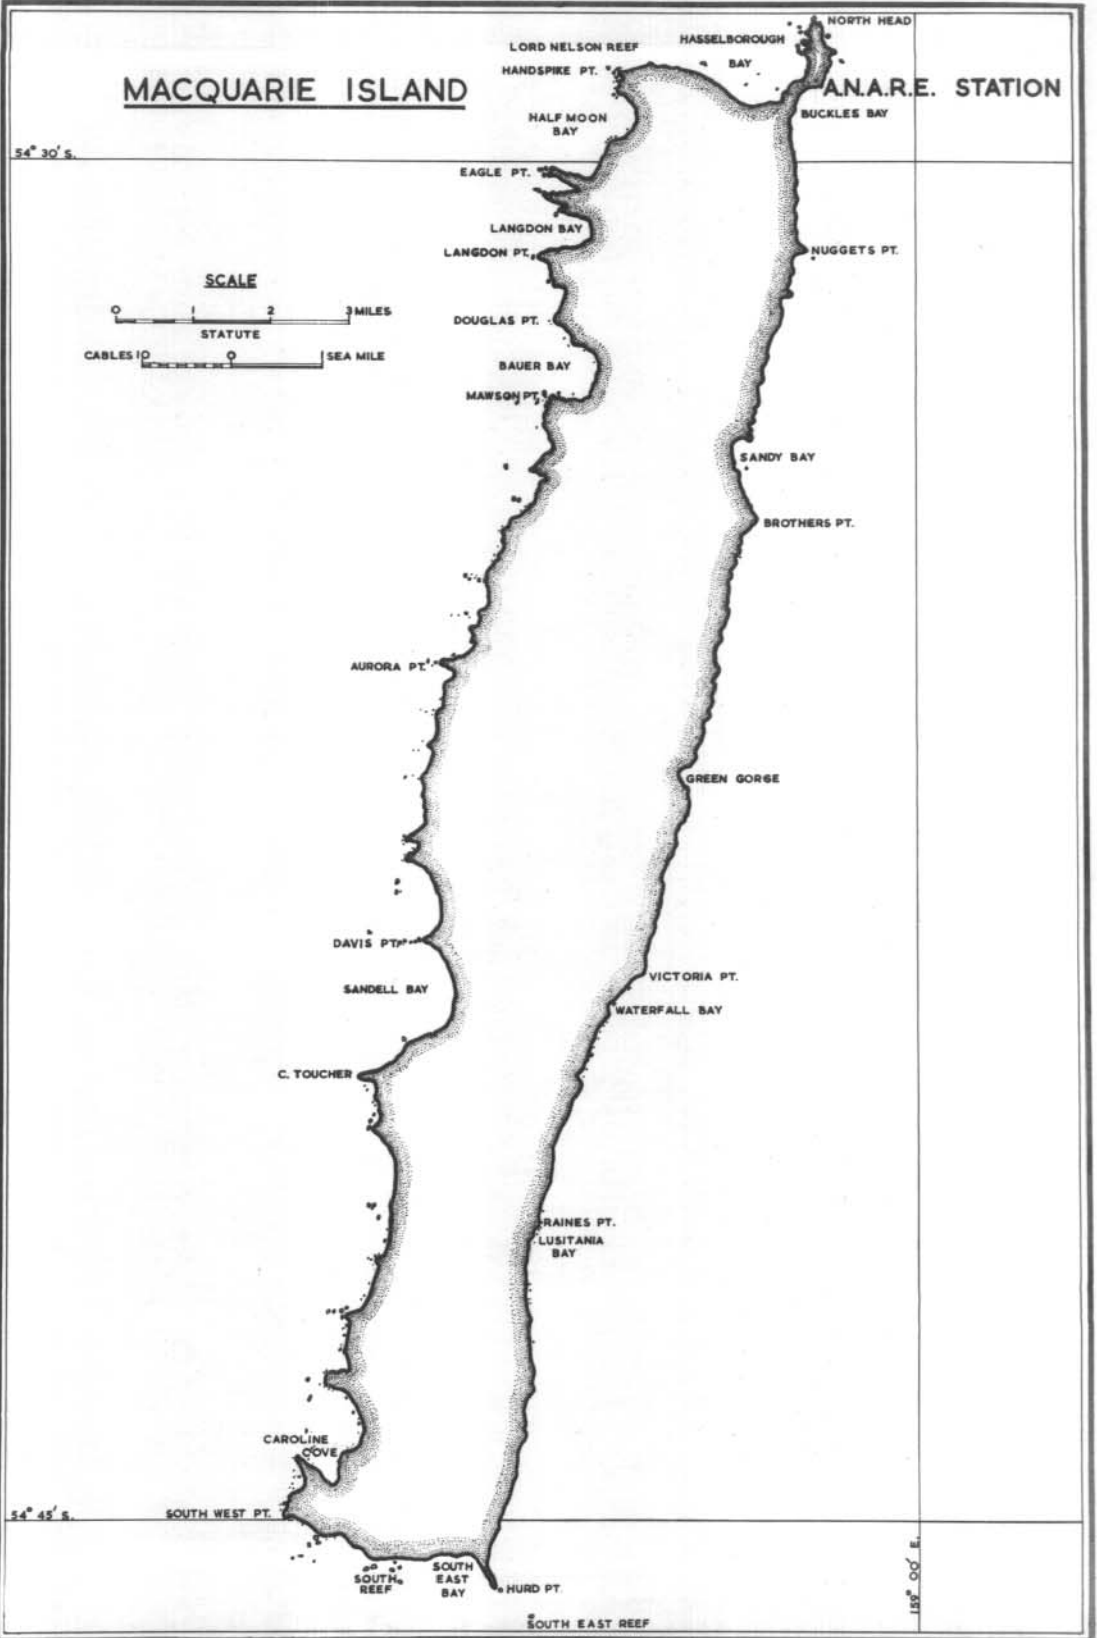 NORTH HEAD
HASSELBOROUGH
BAY
LORD NELSON REEF
HANDSPIKE PT.
MACQUARIE ISLAND
A.N.A.R.E. STATION
BUCKLES BAY
HALF MOON
BAY
54° 30' S.
EAGLE PT.
LANGDON BAY
LANGDON PT.
NUGGETS PT.
SCALE
0 1 2 3 MILES
STATUTE
CABLES 10 0 1 SEA MILE
DOUGLAS PT.
BAUER BAY
MAWSON PT.
SANDY BAY
BROTHERS PT.
AURORA PT.
GREEN GORGE
DAVIS PT.
SANDELL BAY
VICTORIA PT.
WATERFALL BAY
C. TOUCHER
RAINES PT.
LUSITANIA
BAY
CAROLINE
COVE
54° 45' S.
SOUTH WEST PT.
SOUTH
REEF
SOUTH
EAST
BAY
HURD PT.
159° 00' E.
SOUTH EAST REEF